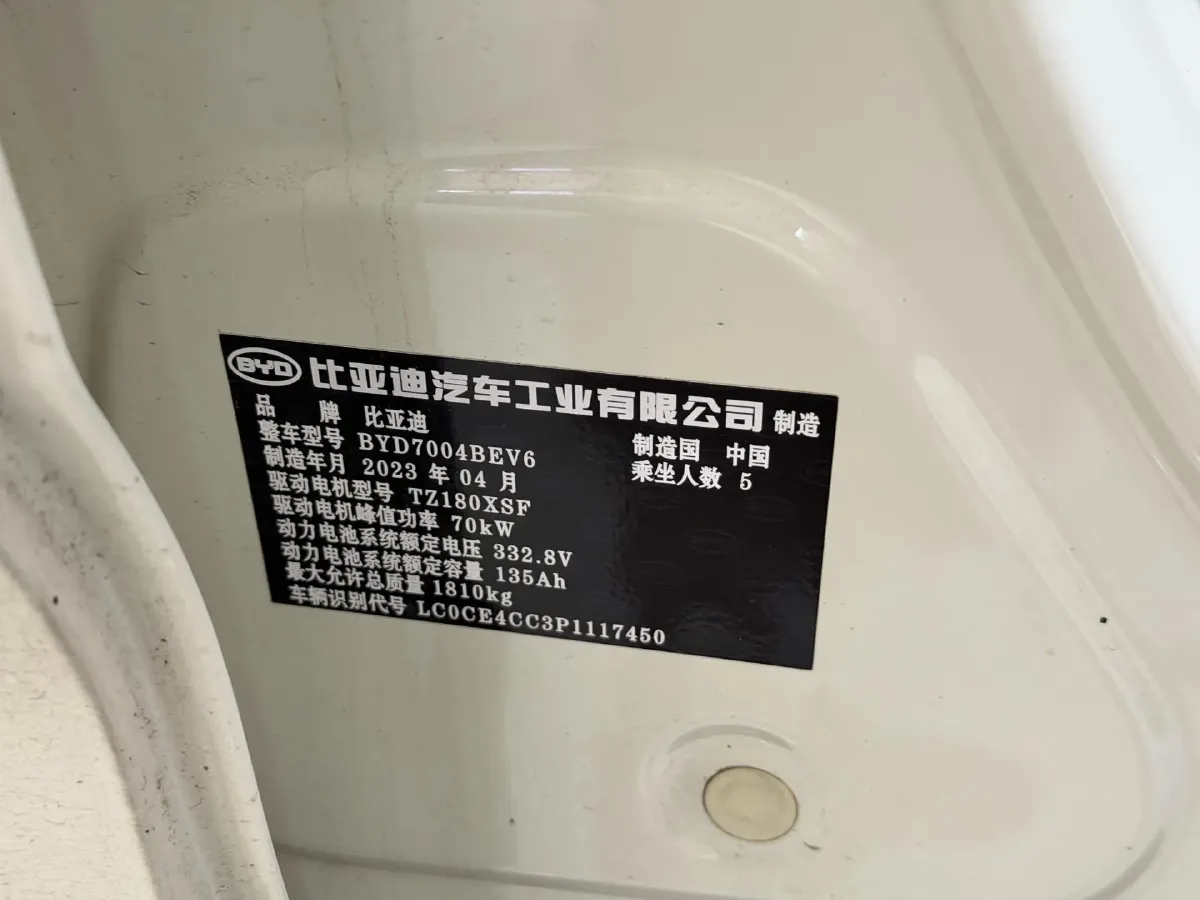 BYD 比亚迪汽车工业有限公司 制造
品 牌 比亚迪
整车型号 BYD7004BEV6 制造国 中国
制造年月 2023 年 04 月 乘坐人数 5
驱动电机型号 TZ180XSF
驱动电机峰值功率 70kW
动力电池系统额定电压 332.8V
动力电池系统额定容量 135Ah
最大允许总质量 1810kg
车辆识别代号 LC0CE4CC3P1117450